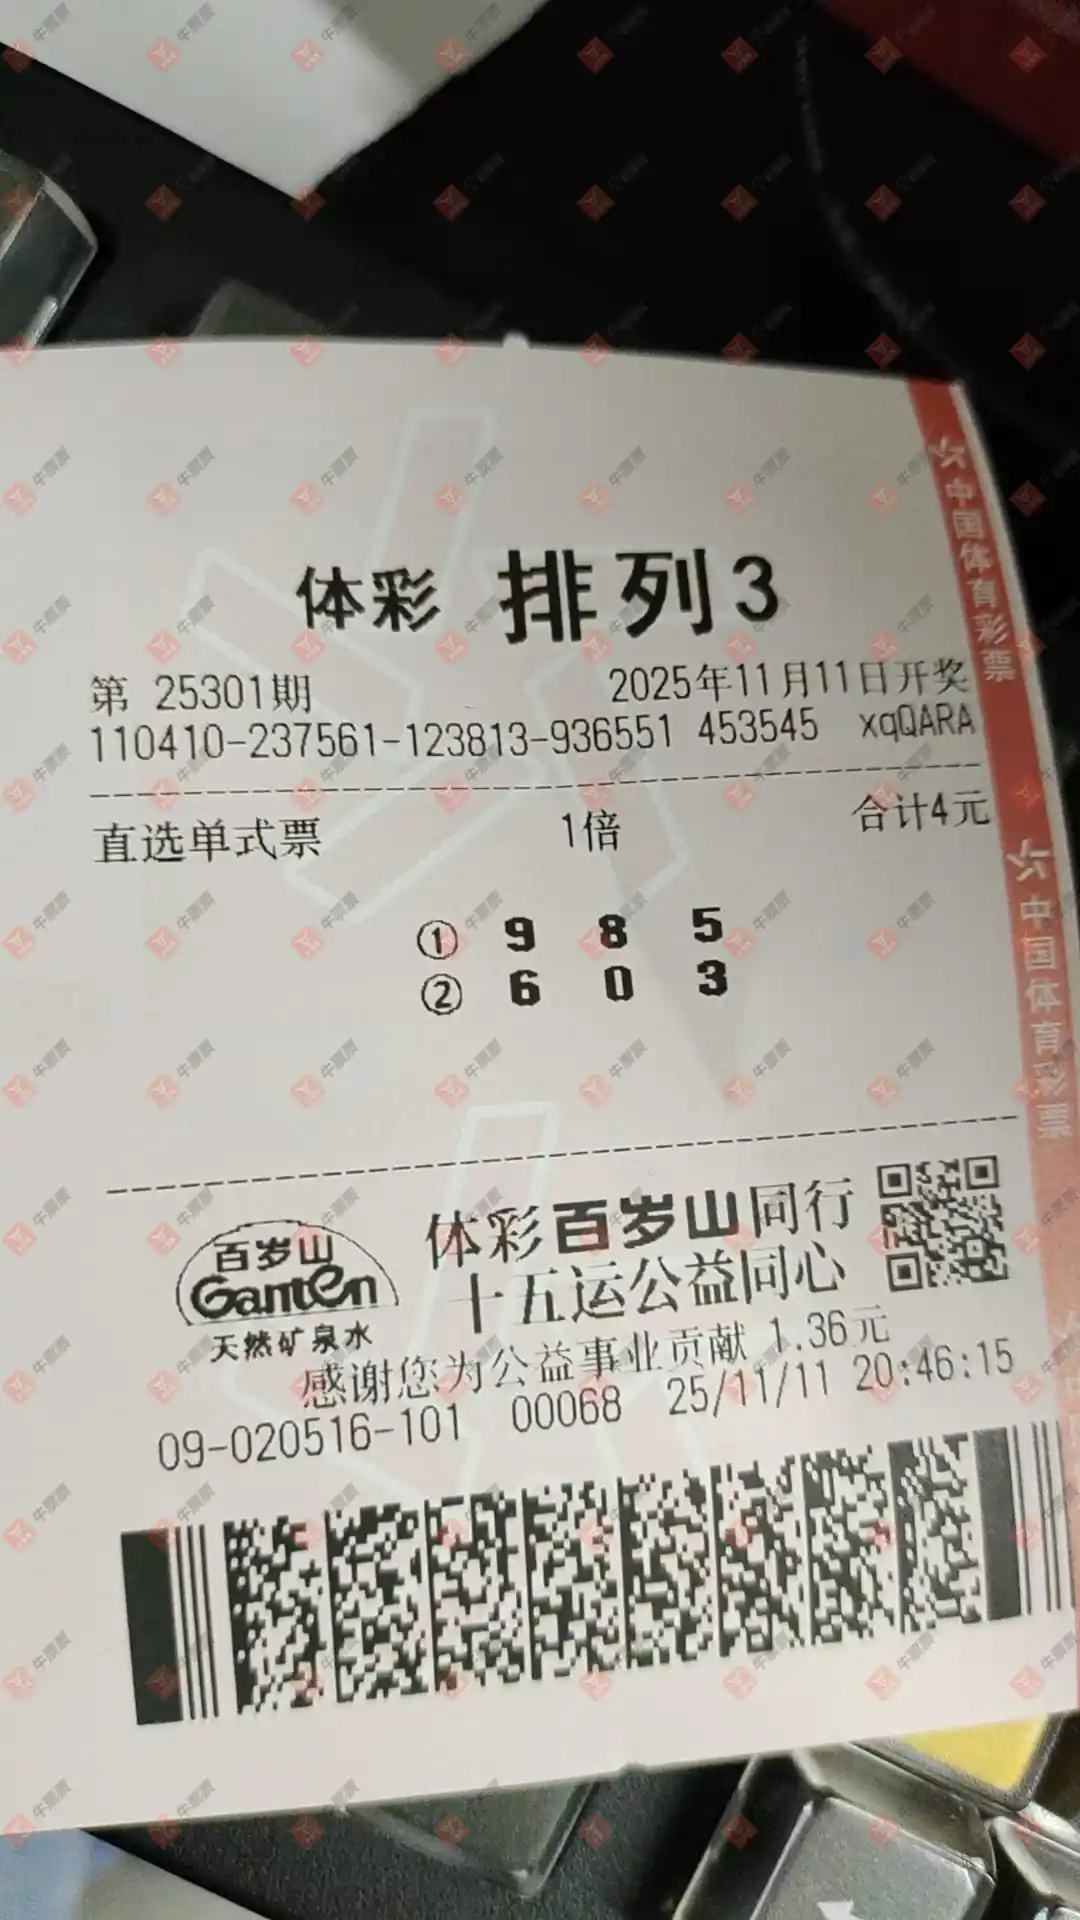 体彩 排列3
第 25301期 2025年11月11日开奖
110410-237561-123813-936551 453545 xqQARA
直选单式票 1倍 合计4元
① 9 8 5
② 6 0 3
百岁山
Ganten
天然矿泉水
体彩百岁山同行
十五运公益同心
感谢您为公益事业贡献 1.36元
09-020516-101 00068 25/11/11 20:46:15
中国体育彩票
中国体育彩票
牛票票